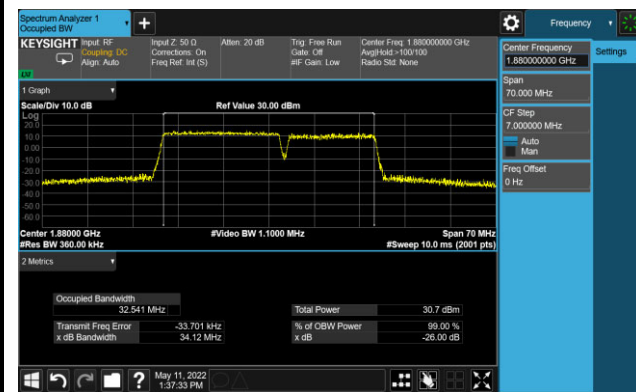 Spectrum Analyzer 1
Occupied BW
+
Frequency
KEYSIGHT
Input: RF
Coupling: DC
Align: Auto
Input Z: 50 Ω
Corrections: On
Freq Ref: Int (S)
Atten: 20 dB
Trig: Free Run
Gate: Off
#IF Gain: Low
Center Freq: 1.880000000 GHz
Avg|Hold:>100/100
Radio Std: None
Center Frequency
1.880000000 GHz
Settings
Span
70.000 MHz
CF Step
7.000000 MHz
Auto
Man
Freq Offset
0 Hz
1 Graph
Scale/Div 10.0 dB
Ref Value 30.00 dBm
Log
20.0
10.0
0.00
-10.0
-20.0
-30.0
-40.0
-50.0
-60.0
Center 1.88000 GHz
#Video BW 1.1000 MHz
Span 70 MHz
#Res BW 360.00 kHz
#Sweep 10.0 ms (2001 pts)
2 Metrics
Occupied Bandwidth
32.541 MHz
Total Power 30.7 dBm
Transmit Freq Error -33.701 kHz
% of OBW Power 99.00 %
x dB Bandwidth 34.12 MHz
x dB -26.00 dB
?
May 11, 2022
1:37:33 PM